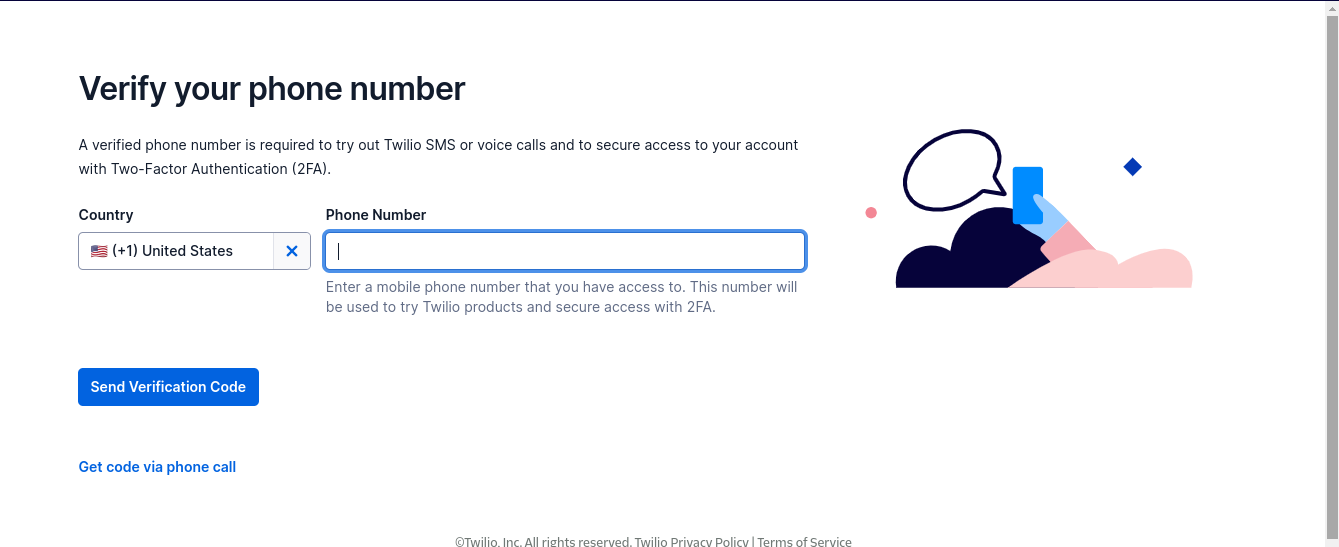 Verify your phone number
A verified phone number is required to try out Twilio SMS or voice calls and to secure access to your account
with Two-Factor Authentication (2FA).
Country
Phone Number
(+1) United States
Enter a mobile phone number that you have access to. This number will
be used to try Twilio products and secure access with 2FA.
Send Verification Code
Get code via phone call
©Twilio, Inc. All rights reserved. Twilio Privacy Policy | Terms of Service